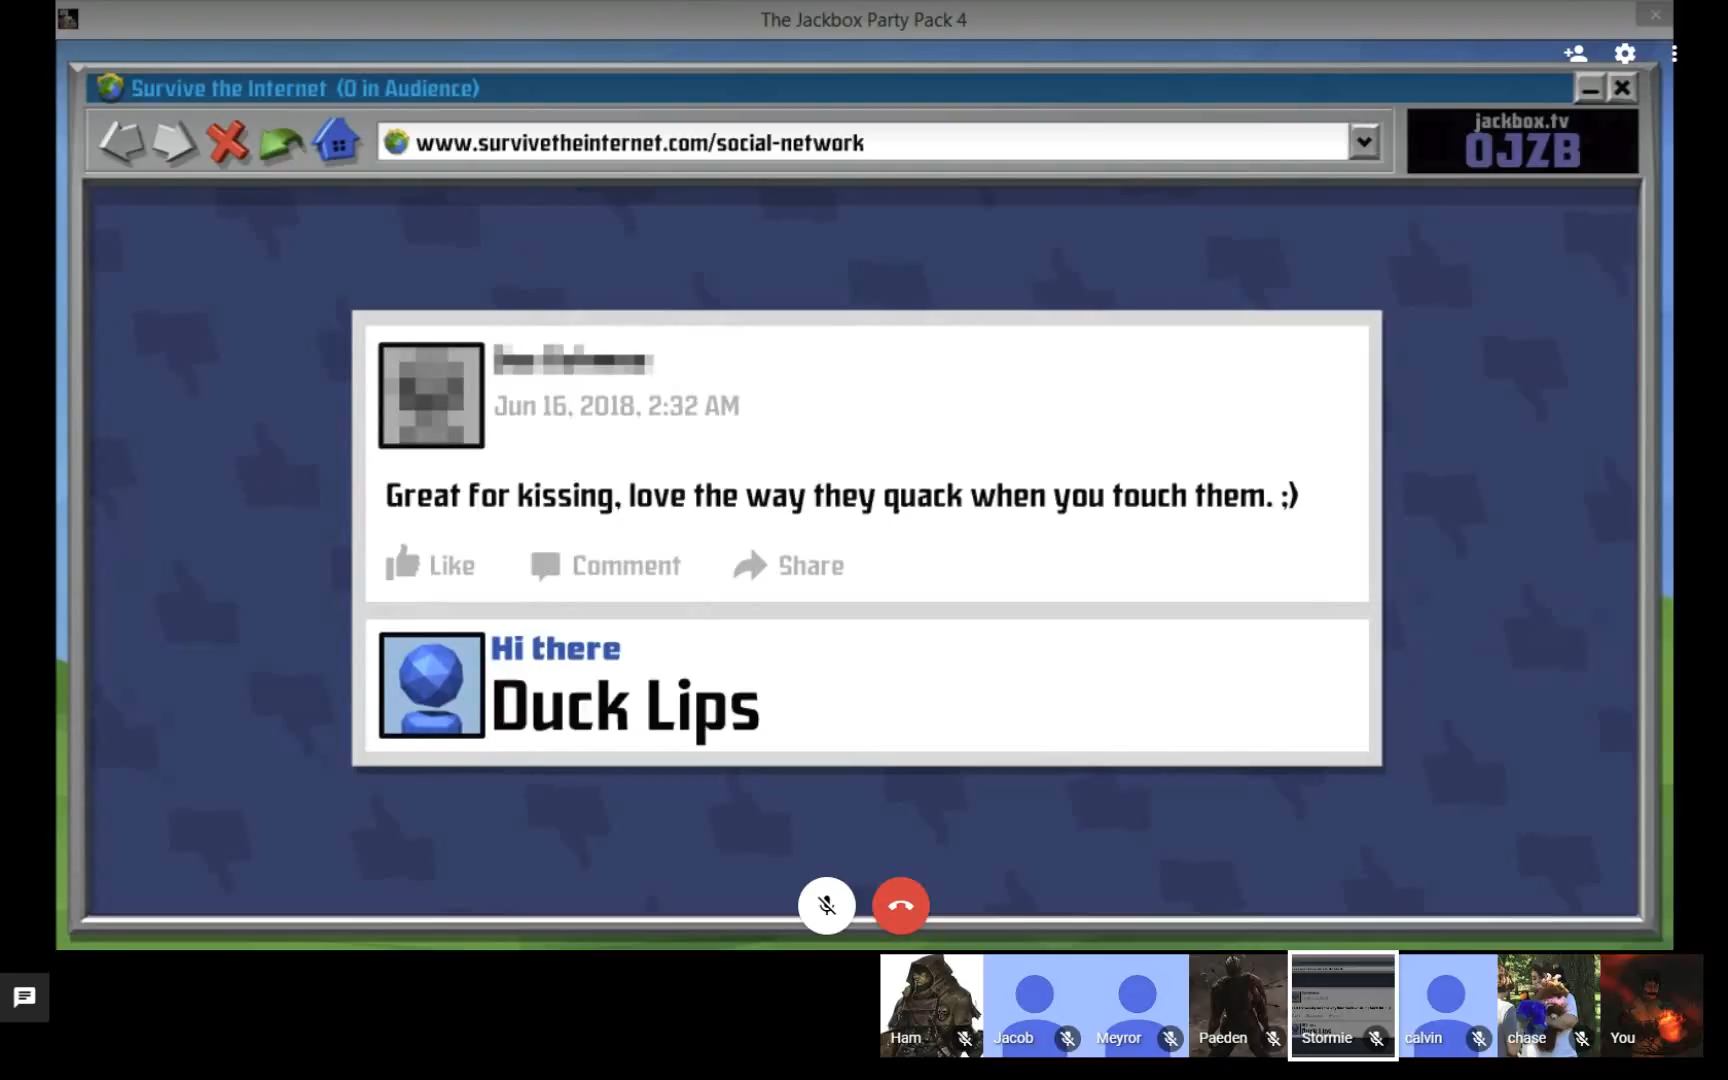 The Jackbox Party Pack 4
Survive the Internet (0 in Audience)
www.survivetheinternet.com/social-network
jackbox.tv
OJZB
Jun 16, 2018, 2:32 AM
Great for kissing, love the way they quack when you touch them. ;)
Like Comment Share
Hi there
Duck Lips
Ham Jacob Meyror Paeden Stormie calvin chase You